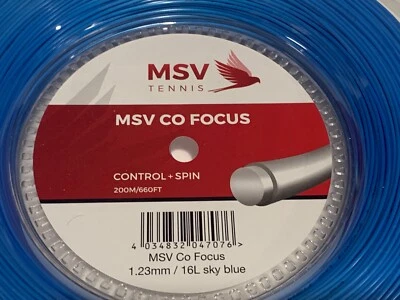 MSV
TENNIS
MSV CO FOCUS
CONTROL + SPIN
200M/660FT
4 034832 047076 >
MSV Co Focus
1.23mm / 16L sky blue